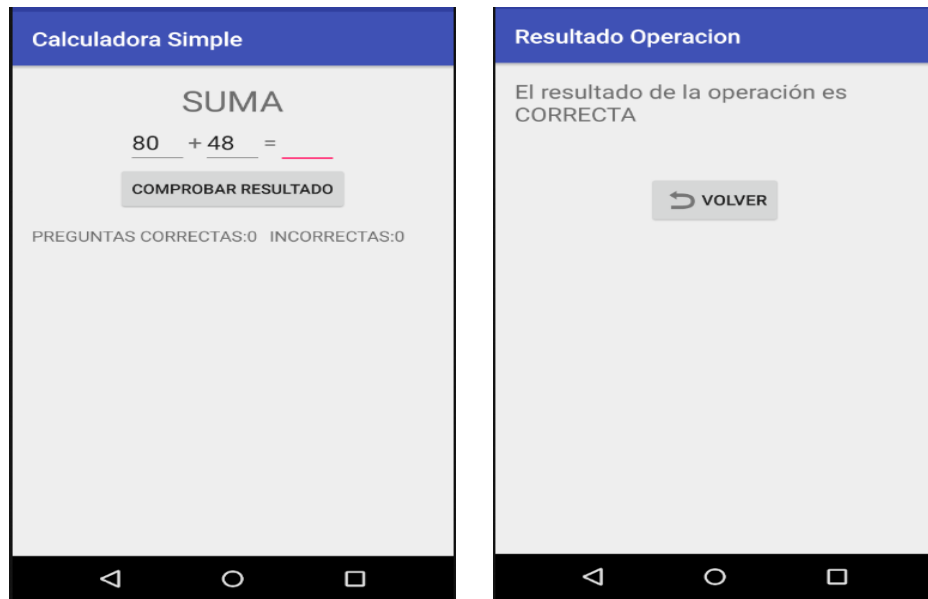 Calculadora Simple
SUMA
80 + 48 =
COMPROBAR RESULTADO
PREGUNTAS CORRECTAS:0 INCORRECTAS:0
Resultado Operacion
El resultado de la operación es
CORRECTA
VOLVER